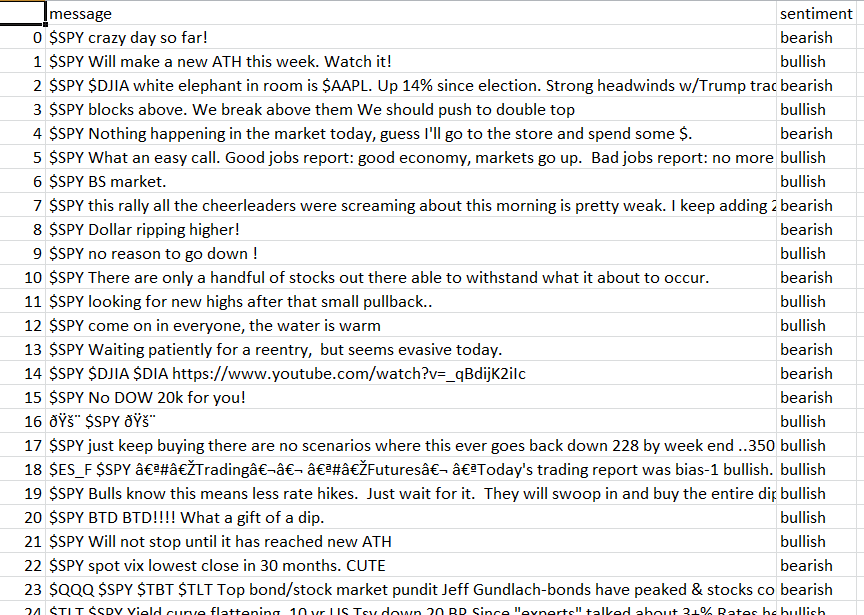 message sentiment
0 $SPY crazy day so far! bearish
1 $SPY Will make a new ATH this week. Watch it! bullish
2 $SPY $DJIA white elephant in room is $AAPL. Up 14% since election. Strong headwinds w/Trump trac bearish
3 $SPY blocks above. We break above them We should push to double top bullish
4 $SPY Nothing happening in the market today, guess I'll go to the store and spend some $. bearish
5 $SPY What an easy call. Good jobs report: good economy, markets go up.  Bad jobs report: no more bullish
6 $SPY BS market. bullish
7 $SPY this rally all the cheerleaders were screaming about this morning is pretty weak. I keep adding 2 bearish
8 $SPY Dollar ripping higher! bearish
9 $SPY no reason to go down ! bullish
10 $SPY There are only a handful of stocks out there able to withstand what it about to occur. bearish
11 $SPY looking for new highs after that small pullback.. bullish
12 $SPY come on in everyone, the water is warm bullish
13 $SPY Waiting patiently for a reentry,  but seems evasive today. bearish
14 $SPY $DJIA $DIA https://www.youtube.com/watch?v=_qBdijK2iIc bearish
15 $SPY No DOW 20k for you! bearish
16 ðŸš¨ $SPY ðŸš¨ bullish
17 $SPY just keep buying there are no scenarios where this ever goes back down 228 by week end ..350 bullish
18 $ES_F $SPY â€ª#â€ŽTradingâ€¬â€¬ â€ª#â€ŽFuturesâ€¬ â€ªToday's trading report was bias-1 bullish. bullish
19 $SPY Bulls know this means less rate hikes.  Just wait for it.  They will swoop in and buy the entire dip bullish
20 $SPY BTD BTD!!!! What a gift of a dip. bullish
21 $SPY Will not stop until it has reached new ATH bullish
22 $SPY spot vix lowest close in 30 months. CUTE bearish
23 $QQQ $SPY $TBT $TLT Top bond/stock market pundit Jeff Gundlach-bonds have peaked & stocks co bearish
24 $TLT $SPY Yield curve flattening, 10 yr US Tsy down 20 BP Since "experts" talked about 3+% Rates bullish